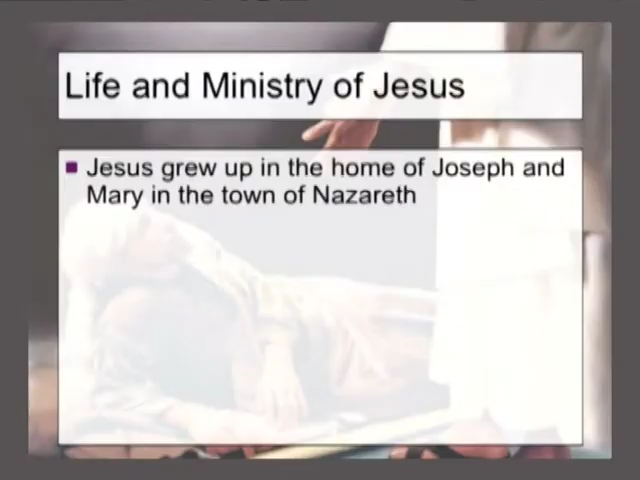 Life and Ministry of Jesus
Jesus grew up in the home of Joseph and
Mary in the town of Nazareth